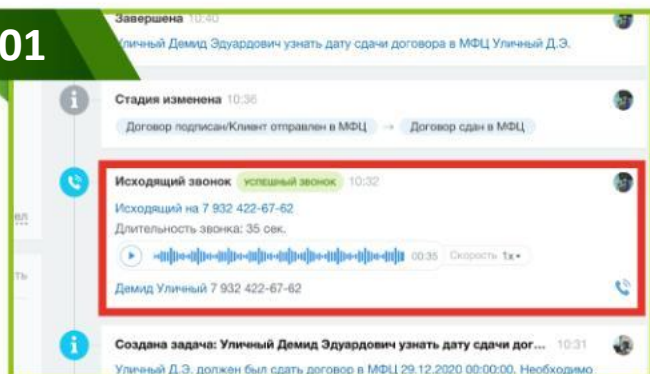 01
Завершена 10:40
Уличный Демид Эдуардович узнать дату сдачи договора в МФЦ Уличный Д.Э.
Стадия изменена 10:36
Договор подписан/Клиент отправлен в МФЦ → Договор сдан в МФЦ
Исходящий звонок УСПЕШНЫЙ ЗВОНОК 10:32
Исходящий на 7 932 422-67-62
Длительность звонка: 35 сек.
00:35 Скорость 1x
Демид Уличный 7 932 422-67-62
Создана задача: Уличный Демид Эдуардович узнать дату сдачи дог... 10:31
Уличный Д.Э. должен был сдать договор в МФЦ 29.12.2020 00:00:00. Необходимо